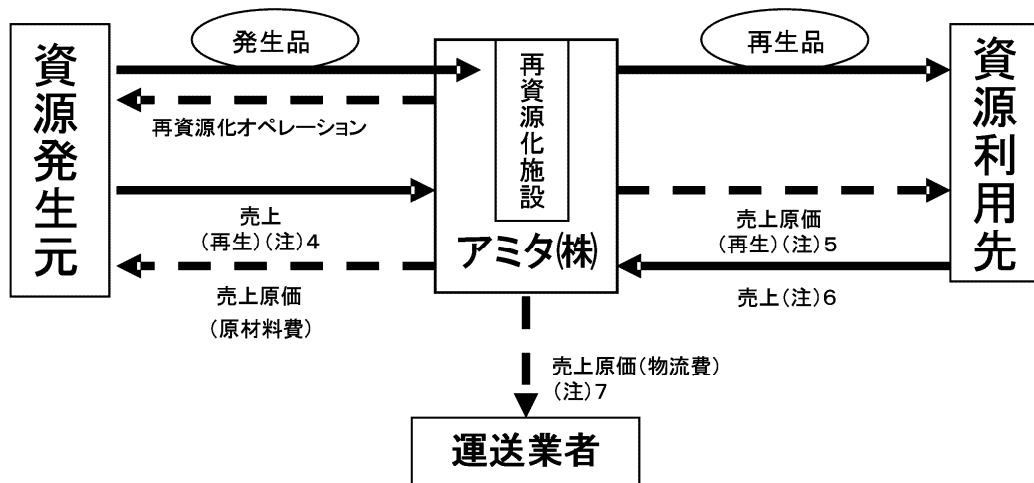 資源発生元
発生品
再資源化オペレーション
売上
(再生)(注)4
売上原価
(原材料費)
再資源化施設
アミタ㈱
再生品
売上原価
(再生)(注)5
売上(注)6
資源利用先
売上原価(物流費)
(注)7
運送業者